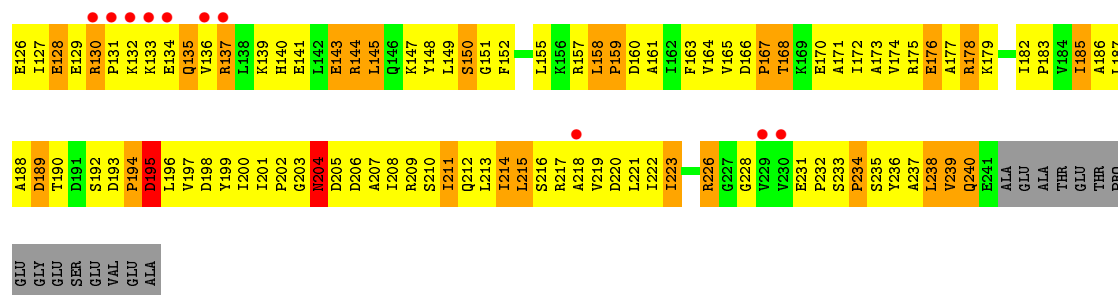 E126 I127 E128 E129 R130 P131 K132 K133 E134 Q135 V136 R137 L138 K139 H140 E141 L142 E143 R144 L145 Q146 K147 Y148 L149 S150 G151 F152 L155 K156 R157 L158 P159 D160 A161 I162 F163 V164 V165 D166 P167 T168 K169 E170 A171 I172 A173 V174 R175 E176 A177 R178 K179 I182 P183 V184 I185 A186 L187
A188 D189 T190 D191 S192 D193 P194 D195 L196 V197 D198 Y199 I200 I201 P202 G203 N204 D205 D206 A207 I208 R209 S210 I211 Q212 L213 I214 L215 S216 R217 A218 V219 D220 L221 I222 I223 R226 G227 G228 V229 V230 E231 P232 S233 P234 S235 Y236 A237 L238 V239 Q240 E241 ALA GLU ALA THR GLU THR PRO
GLU GLY GLU SER GLU VAL GLU ALA